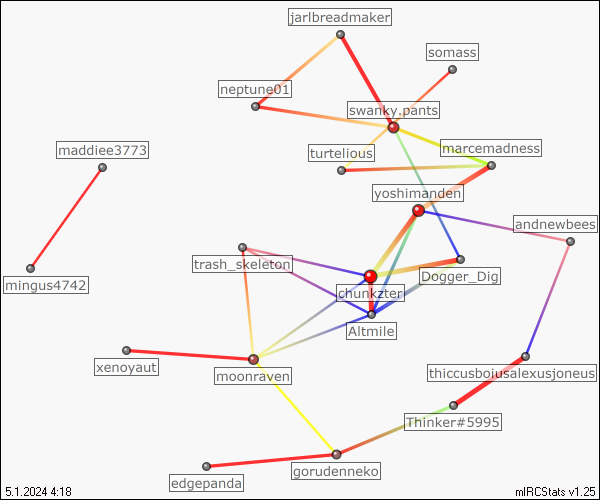 jarlbreadmaker
somass
neptune01
swanky.pants
maddiee3773
turtelious
marcemadness
yoshimanden
andnewbees
trash_skeleton
Dogger_Dig
mingus4742
chunkzter
Altmile
xenoyaut
moonraven
thiccusboiusalexusjoneus
Thinker#5995
gorudenneko
edgepanda
5.1.2024 4:18
mIRCStats v1.25